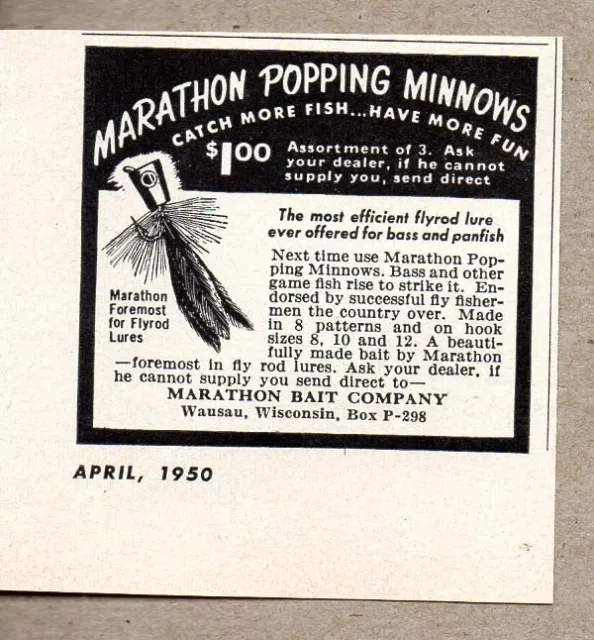 MARATHON POPPING MINNOWS
CATCH MORE FISH...HAVE MORE FUN
$1.00 Assortment of 3. Ask
your dealer, if he cannot
supply you, send direct
The most efficient flyrod lure
ever offered for bass and panfish
Next time use Marathon Pop-
ping Minnows. Bass and other
game fish rise to strike it. En-
dorsed by successful fly fisher-
men the country over. Made
in 8 patterns and on hook
sizes 8, 10 and 12. A beauti-
fully made bait by Marathon
Marathon
Foremost
for Flyrod
Lures
—foremost in fly rod lures. Ask your dealer, if
he cannot supply you send direct to—
MARATHON BAIT COMPANY
Wausau, Wisconsin, Box P-298
APRIL, 1950